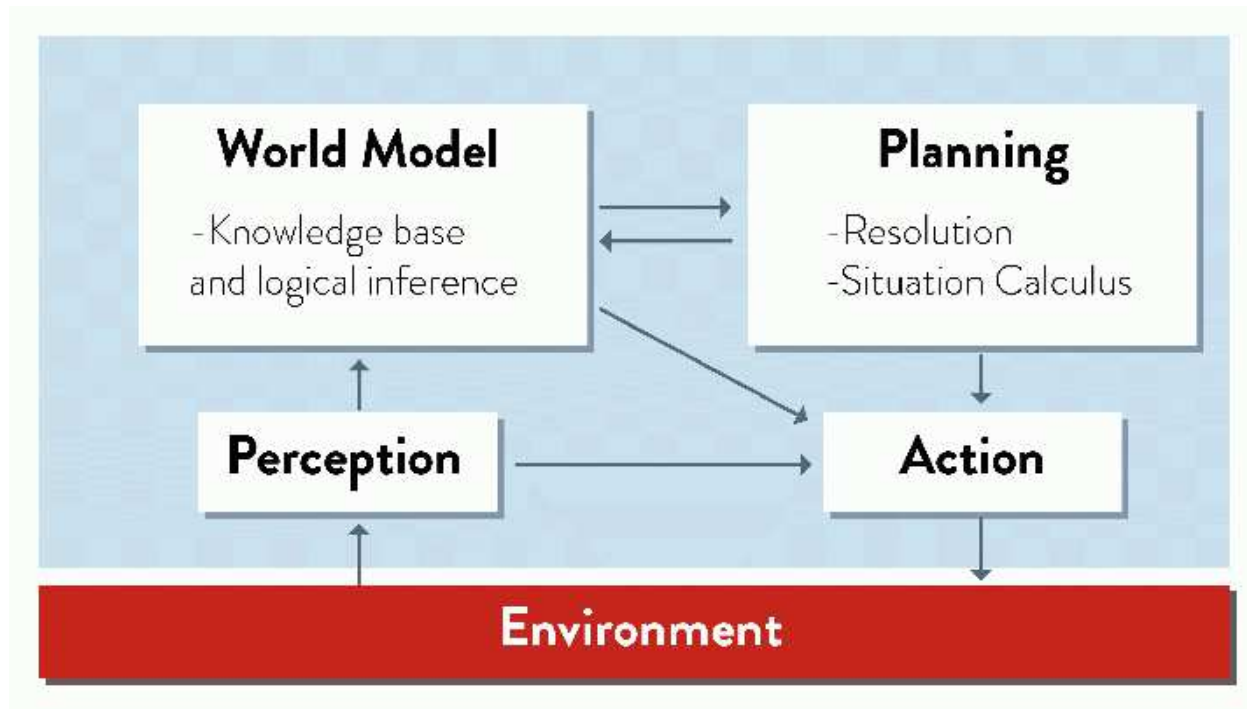 World Model
-Knowledge base
and logical inference
Planning
-Resolution
-Situation Calculus
Perception
Action
Environment